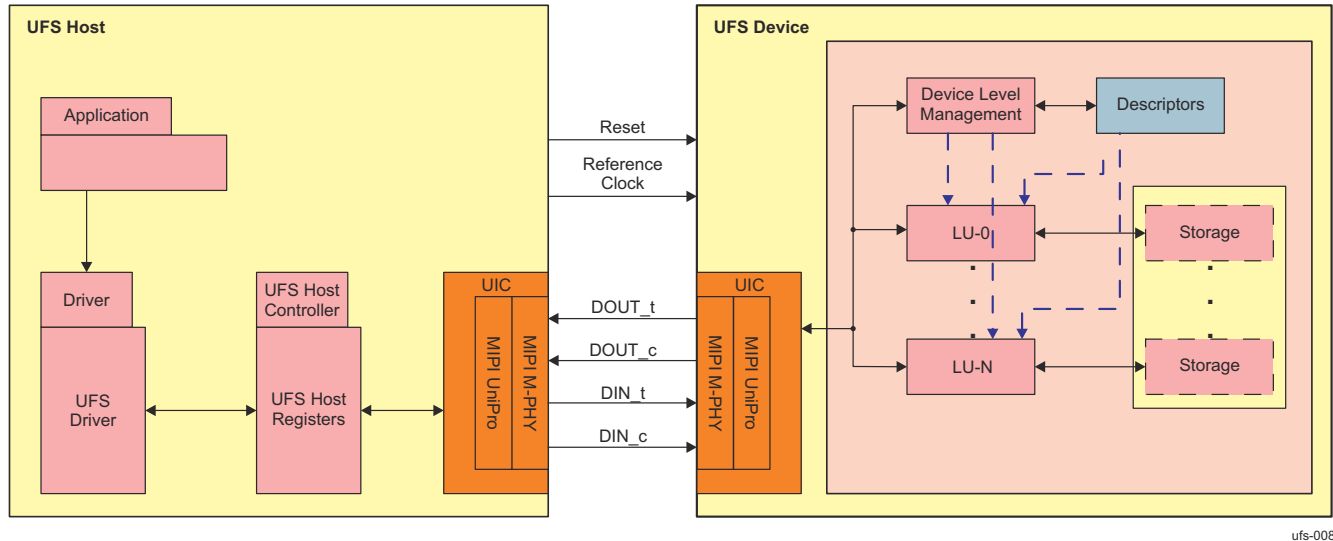 UFS Host
Application
Driver
UFS
Driver
UFS Host
Controller
UFS Host
Registers
UIC
MIPI UniPro
MIPI M-PHY
Reset
Reference
Clock
DOUT_t
DOUT_c
DIN_t
DIN_c
UFS Device
UIC
MIPI M-PHY
MIPI UniPro
Device Level
Management
Descriptors
LU-0
Storage
LU-N
Storage
ufs-008